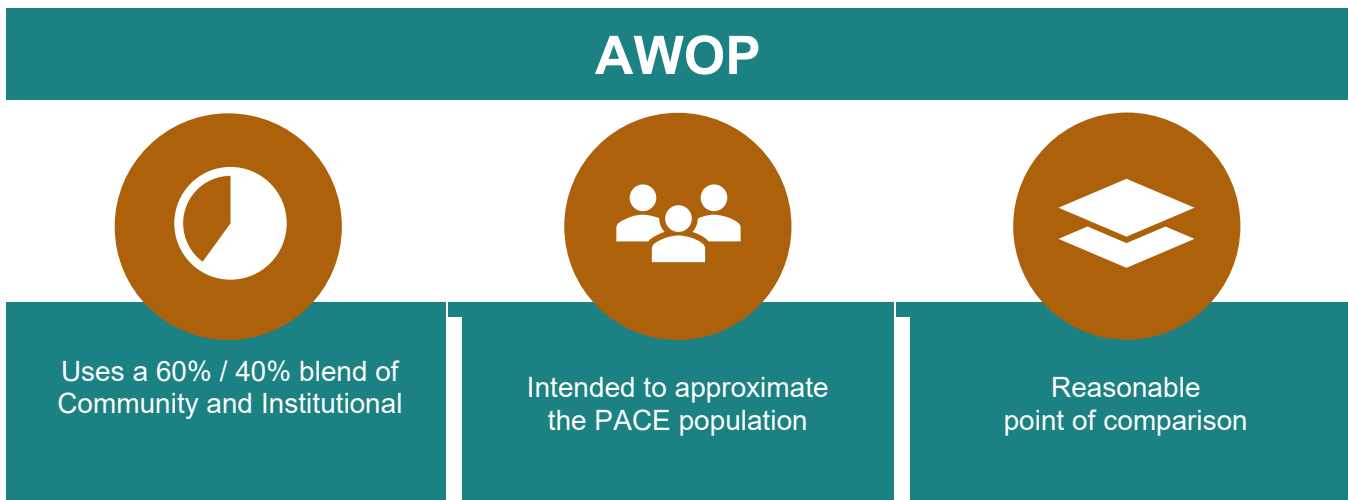 AWOP
Uses a 60% / 40% blend of
Community and Institutional
Intended to approximate
the PACE population
Reasonable
point of comparison